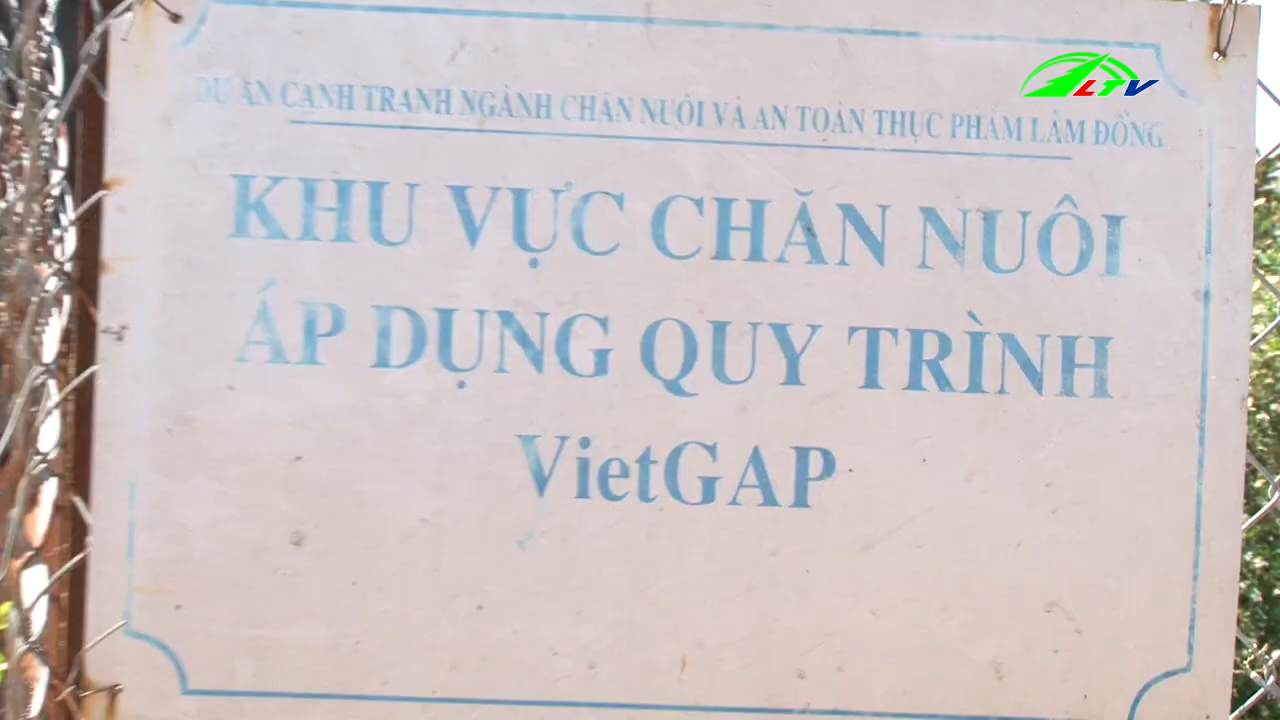 LTV
DỰ ÁN CẠNH TRANH NGÀNH CHĂN NUÔI VÀ AN TOÀN THỰC PHẨM LÂM ĐỒNG
KHU VỰC CHĂN NUÔI
ÁP DỤNG QUY TRÌNH
VietGAP